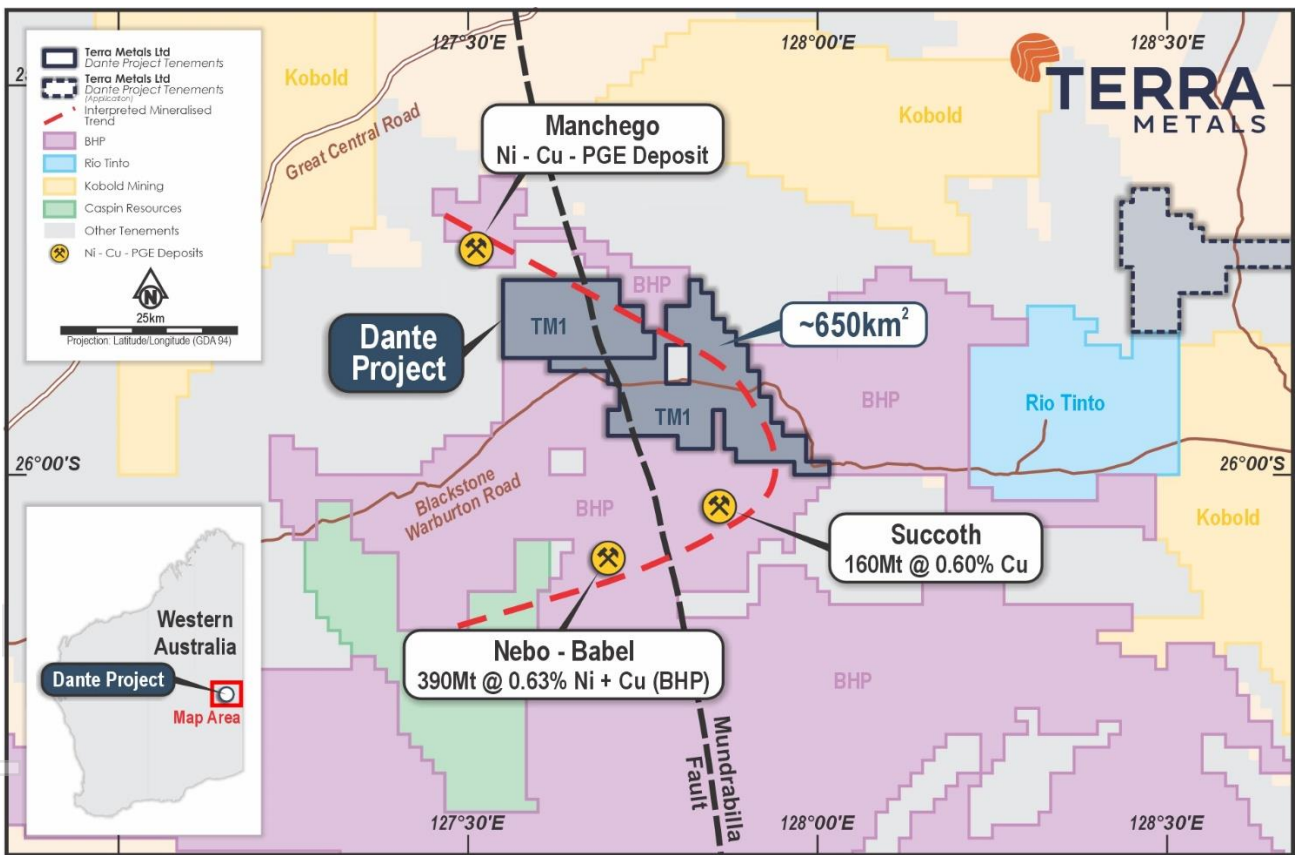 127°30'E
128°00'E
128°30'E
Terra Metals Ltd
Dante Project Tenements
Terra Metals Ltd
Dante Project Tenements
(Application)
Interpreted Mineralised
Trend
BHP
Rio Tinto
Kobold Mining
Caspin Resources
Other Tenements
Ni - Cu - PGE Deposits
N
25km
Projection: Latitude/Longitude (GDA 94)
Kobold
Great Central Road
Manchego
Ni - Cu - PGE Deposit
Kobold
TERRA
METALS
BHP
Dante
Project
TM1
~650km²
TM1
BHP
Rio Tinto
26°00'S
Blackstone
Warburton Road
BHP
Succoth
160Mt @ 0.60% Cu
Kobold
Nebo - Babel
390Mt @ 0.63% Ni + Cu (BHP)
BHP
Mundrabilla
Fault
Western
Australia
Dante Project
Map Area
127°30'E
128°00'E
128°30'E